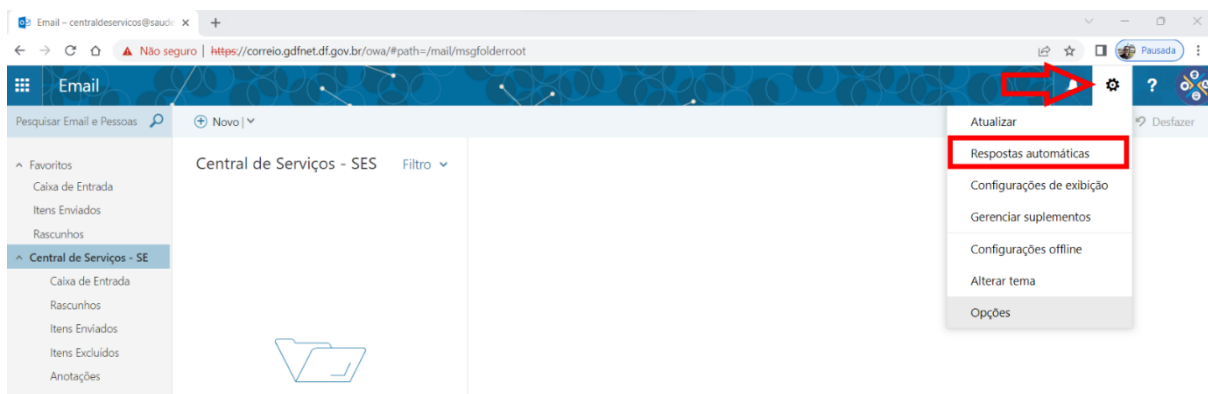 Email – centraldeservicos@saude
Não seguro | https://correio.gdfnet.df.gov.br/owa/#path=/mail/msgfolderroot
Pausada
Email
?
Pesquisar Email e Pessoas
Novo |
Desfazer
Atualizar
Respostas automáticas
Configurações de exibição
Gerenciar suplementos
Configurações offline
Alterar tema
Opções
Favoritos
Caixa de Entrada
Itens Enviados
Rascunhos
Central de Serviços - SE
Caixa de Entrada
Rascunhos
Itens Enviados
Itens Excluídos
Anotações
Central de Serviços - SES
Filtro